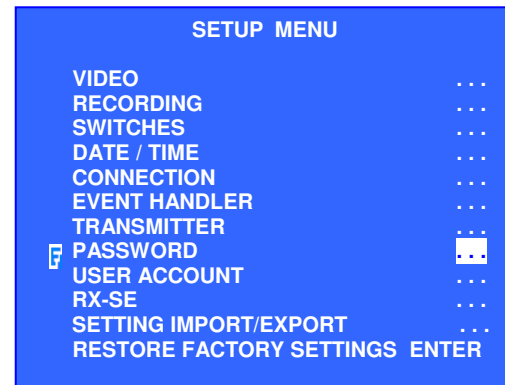 SETUP MENU
VIDEO ...
RECORDING ...
SWITCHES ...
DATE / TIME ...
CONNECTION ...
EVENT HANDLER ...
TRANSMITTER ...
F PASSWORD ...
USER ACCOUNT ...
RX-SE ...
SETTING IMPORT/EXPORT ...
RESTORE FACTORY SETTINGS ENTER